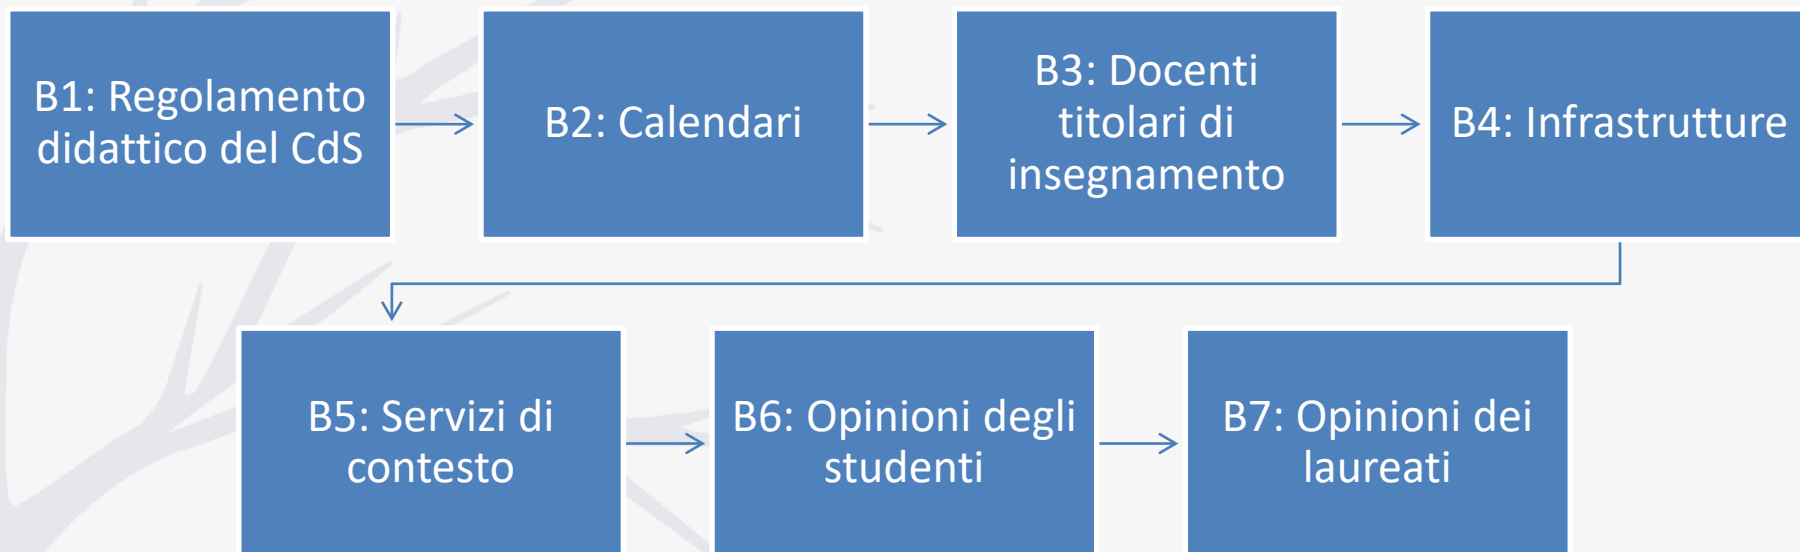 B1: Regolamento
didattico del CdS
B2: Calendari
B3: Docenti
titolari di
insegnamento
B4: Infrastrutture
B5: Servizi di
contesto
B6: Opinioni degli
studenti
B7: Opinioni dei
laureati